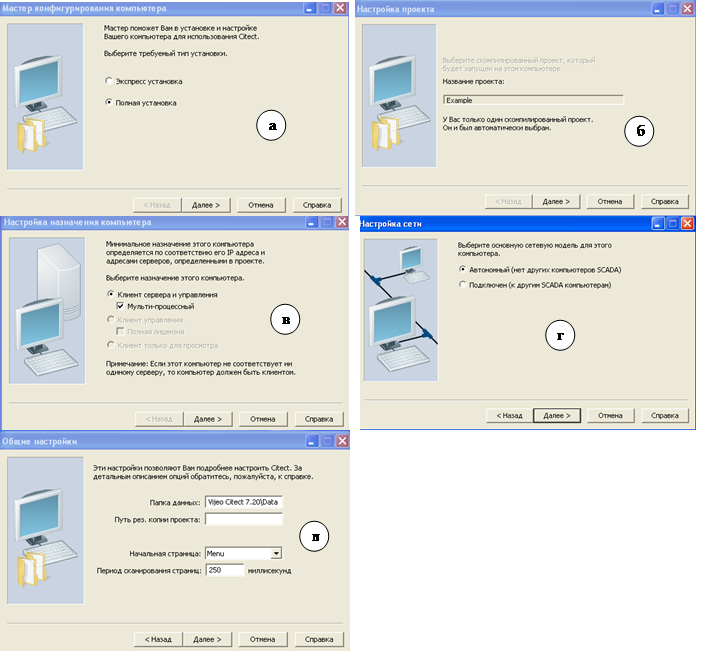 Мастер конфигурирования компьютера
Мастер поможет Вам в установке и настройке
Вашего компьютера для использования Citect.
Выберите требуемый тип установки.
Экспресс установка
Полная установка
а
< Назад
Далее >
Отмена
Справка
Настройка проекта
Выберите скомпилированный проект, который
будет запущен на этом компьютере.
Название проекта:
Example
У Вас только один скомпилированный проект.
Он и был автоматически выбран.
б
< Назад
Далее >
Отмена
Справка
Настройка назначения компьютера
Минимальное назначение этого компьютера
определяется по соответствию его IP адреса и
адресами серверов, определенными в проекте.
Выберите назначение этого компьютера.
Клиент сервера и управления
Мульти-процессный
Клиент управления
Полная лицензия
Клиент только для просмотра
Примечание: Если этот компьютер не соответствует ни
одиному серверу, то компьютер должен быть клиентом.
в
< Назад
Далее >
Отмена
Справка
Настройка сети
Выберите основную сетевую модель для этого
компьютера.
Автономный (нет других компьютеров SCADA)
Подключен (к другим SCADA компьютерам)
г
< Назад
Далее >
Отмена
Справка
Общие настройки
Эти настройки позволяют Вам подробнее настроить Citect. За
детальным описанием опций обратитесь, пожалуйста, к справке.
Папка данных:
Vijeo Citect 7.20\Data
Путь рез. копии проекта:
Начальная страница:
Menu
Период сканирования страниц:
250
миллисекунд
< Назад
Далее >
Отмена
Справка